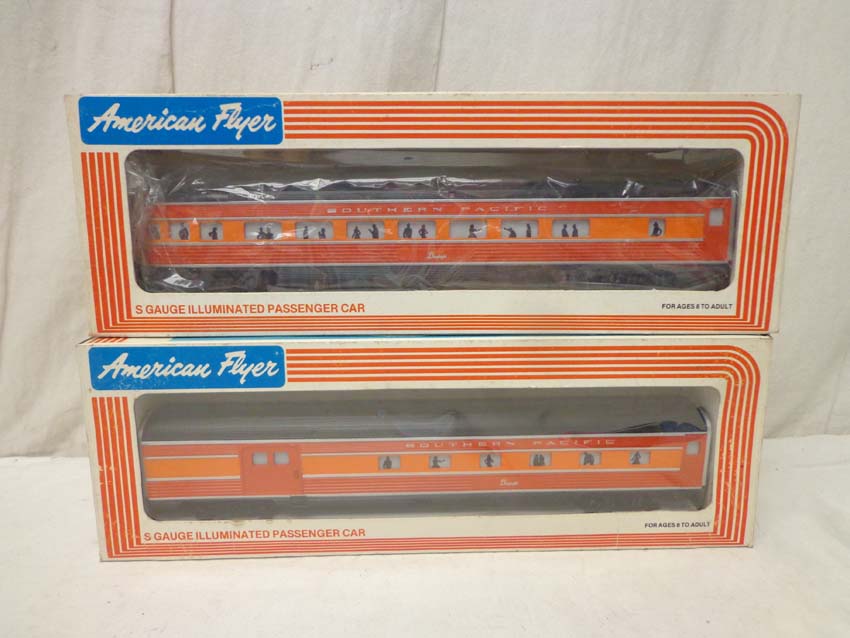 American Flyer
SOUTHERN PACIFIC
Daylight
S GAUGE ILLUMINATED PASSENGER CAR
FOR AGES 8 TO ADULT
American Flyer
SOUTHERN PACIFIC
Daylight
S GAUGE ILLUMINATED PASSENGER CAR
FOR AGES 8 TO ADULT